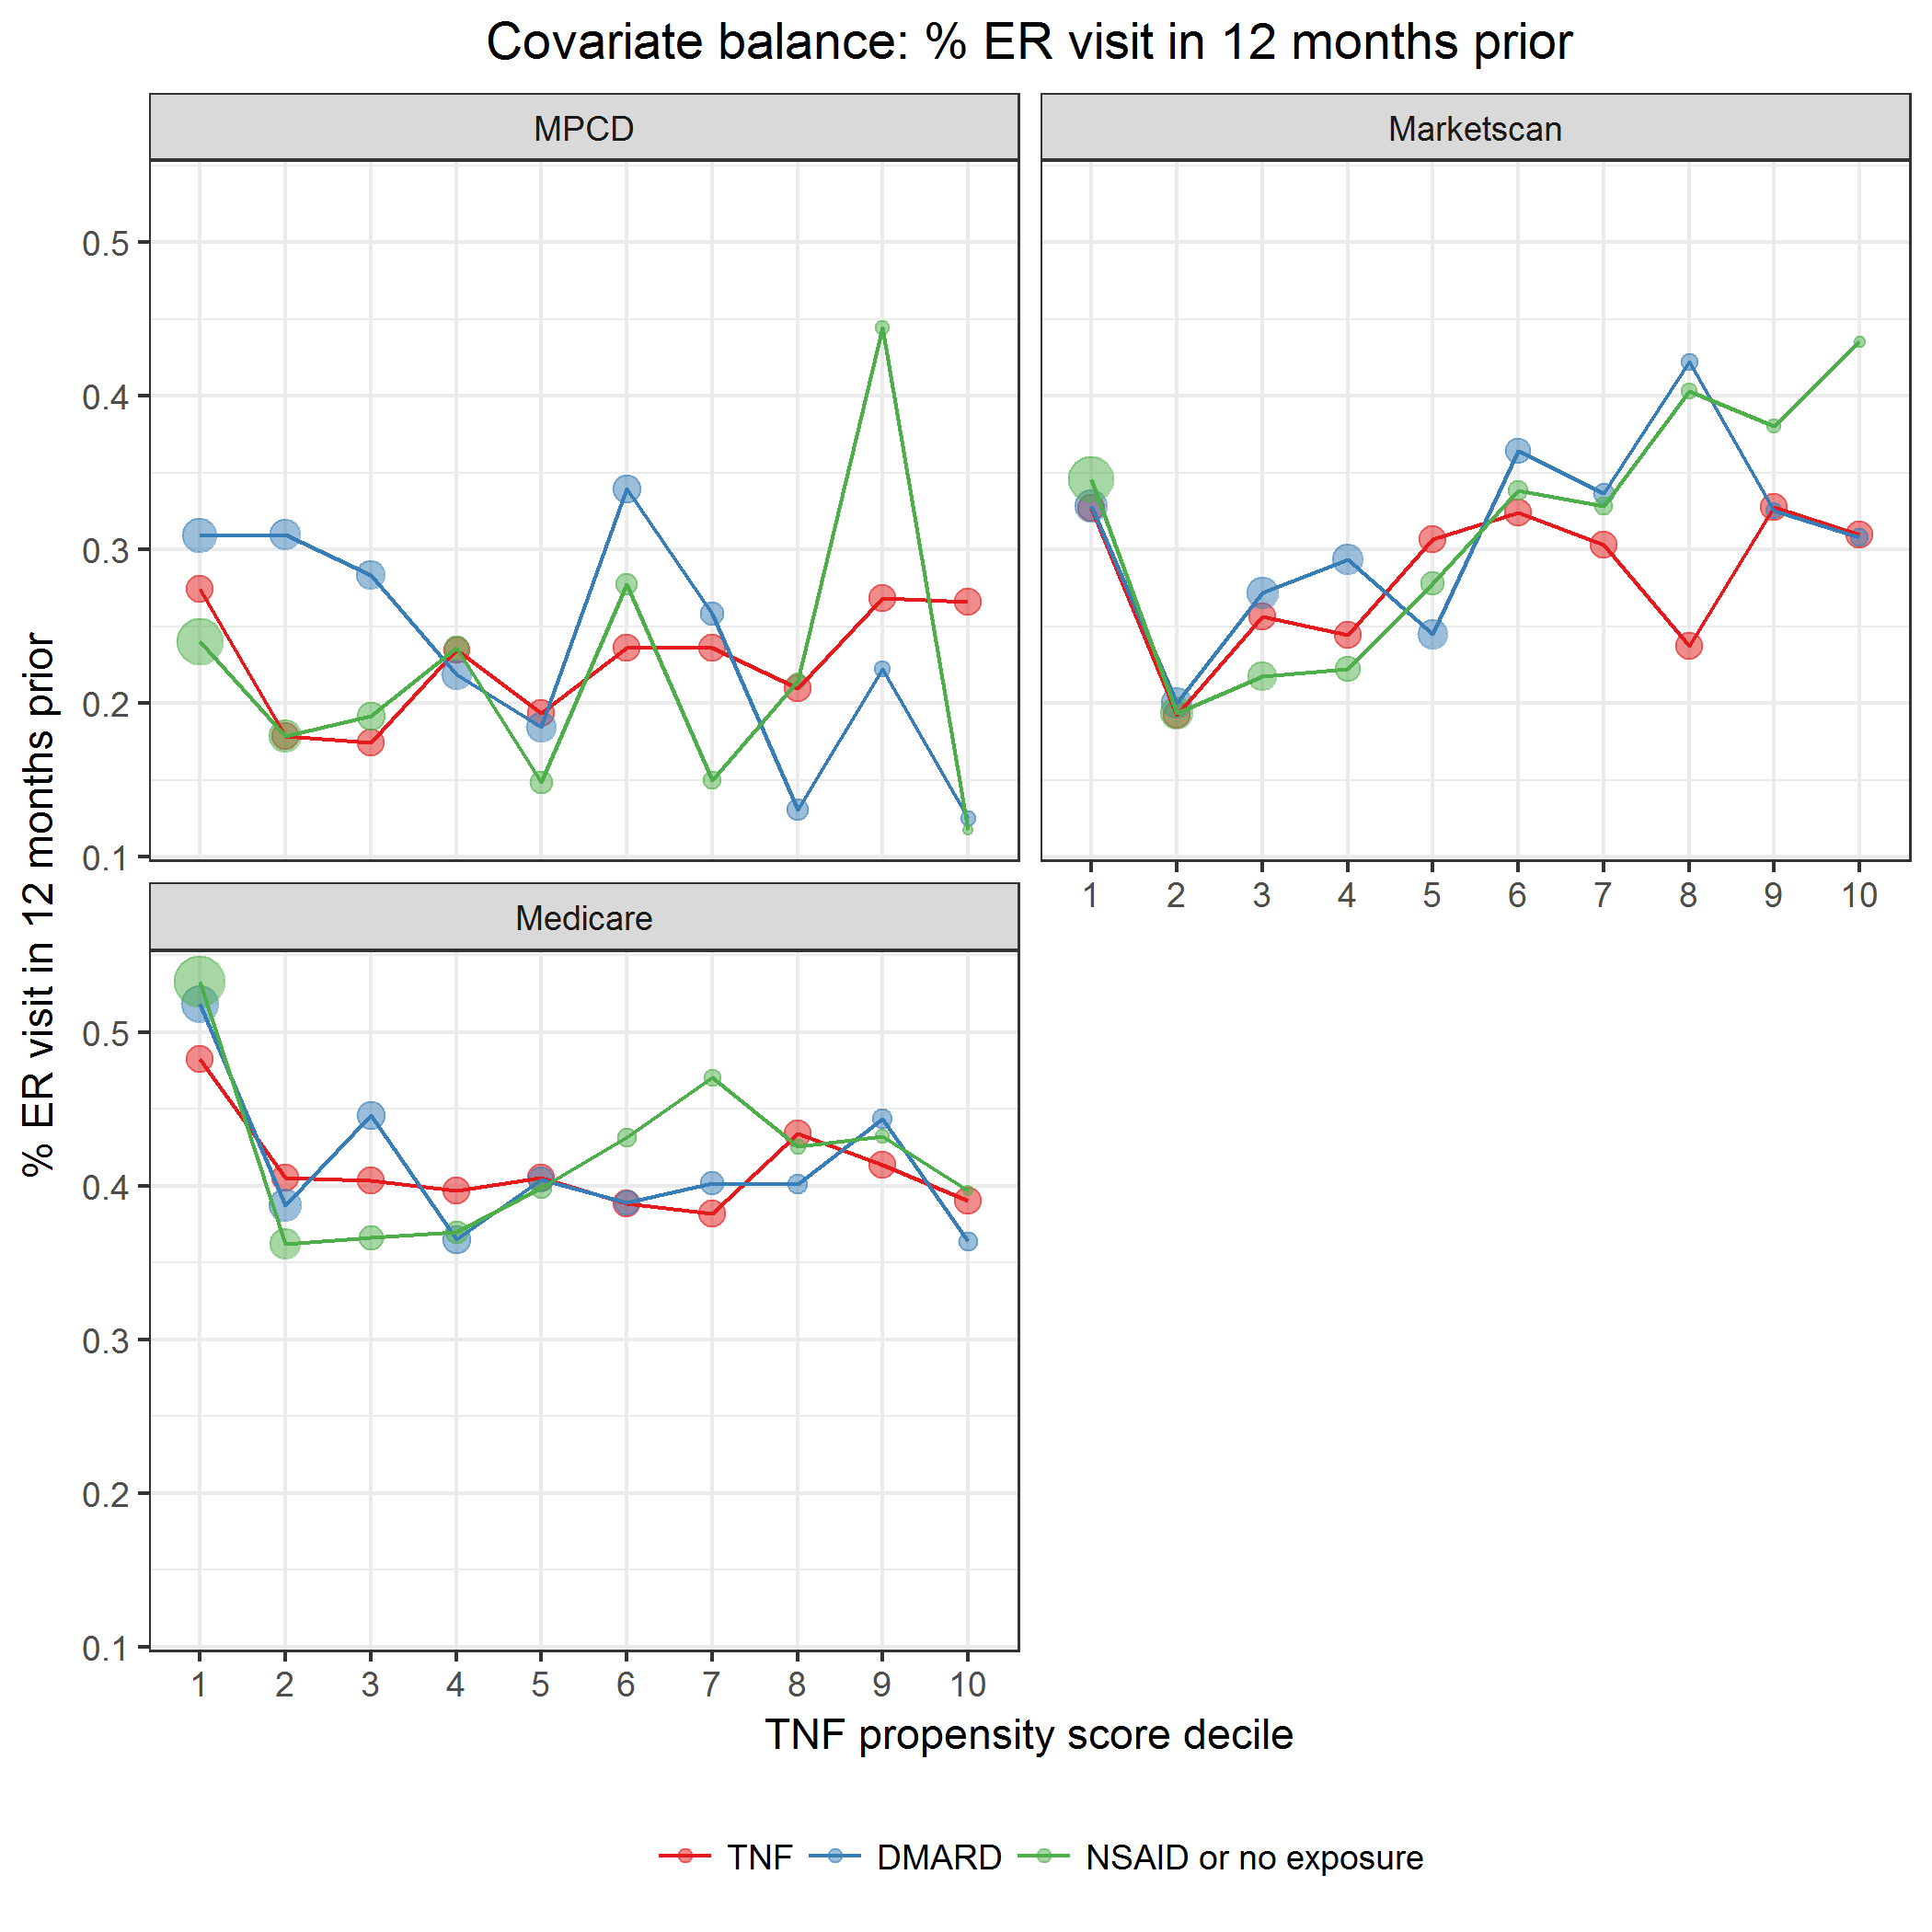 Covariate balance: % ER visit in 12 months prior
MPCD
Marketscan
0.5
0.4
0.3
0.2
0.1
1 2 3 4 5 6 7 8 9 10
Medicare
0.5
0.4
0.3
0.2
0.1
1 2 3 4 5 6 7 8 9 10
% ER visit in 12 months prior
TNF propensity score decile
TNF DMARD NSAID or no exposure